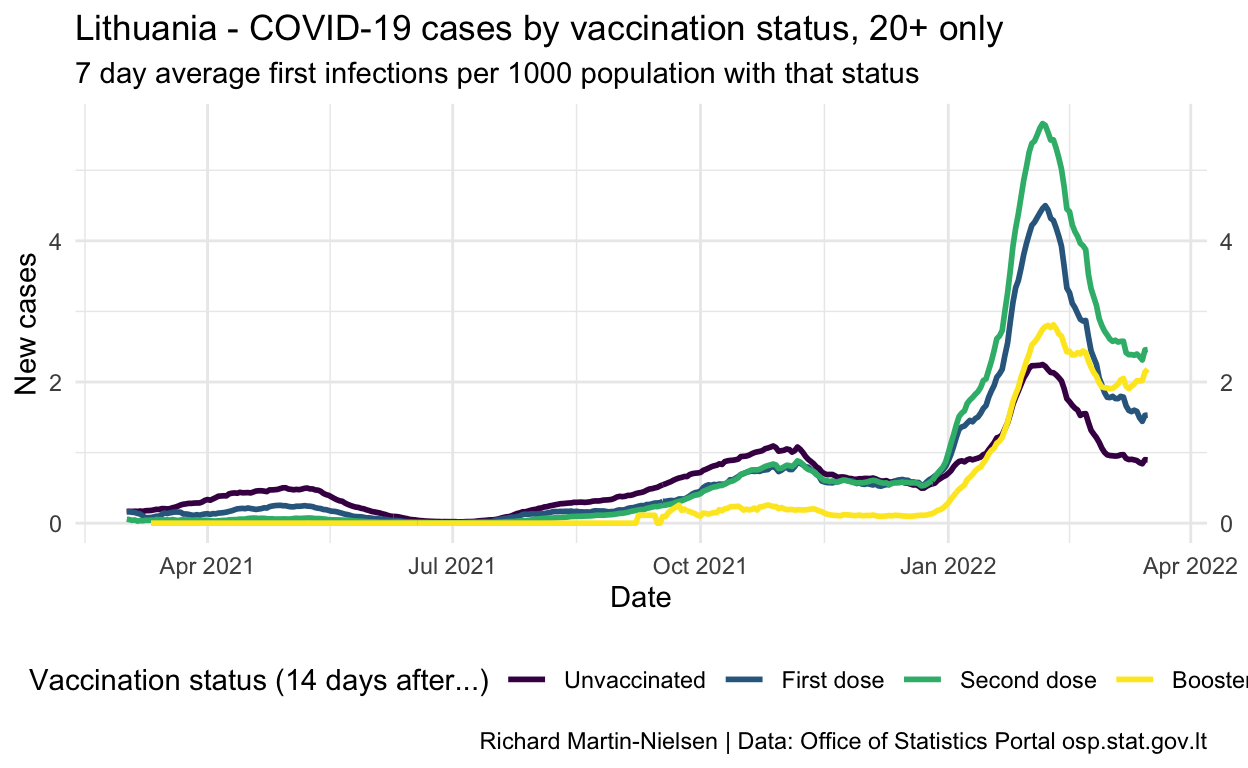 Lithuania - COVID-19 cases by vaccination status, 20+ only
7 day average first infections per 1000 population with that status
New cases
4 4
2 2
0 0
Apr 2021 Jul 2021 Oct 2021 Jan 2022 Apr 2022
Date
Vaccination status (14 days after...) Unvaccinated First dose Second dose Booster
Richard Martin-Nielsen | Data: Office of Statistics Portal osp.stat.gov.lt